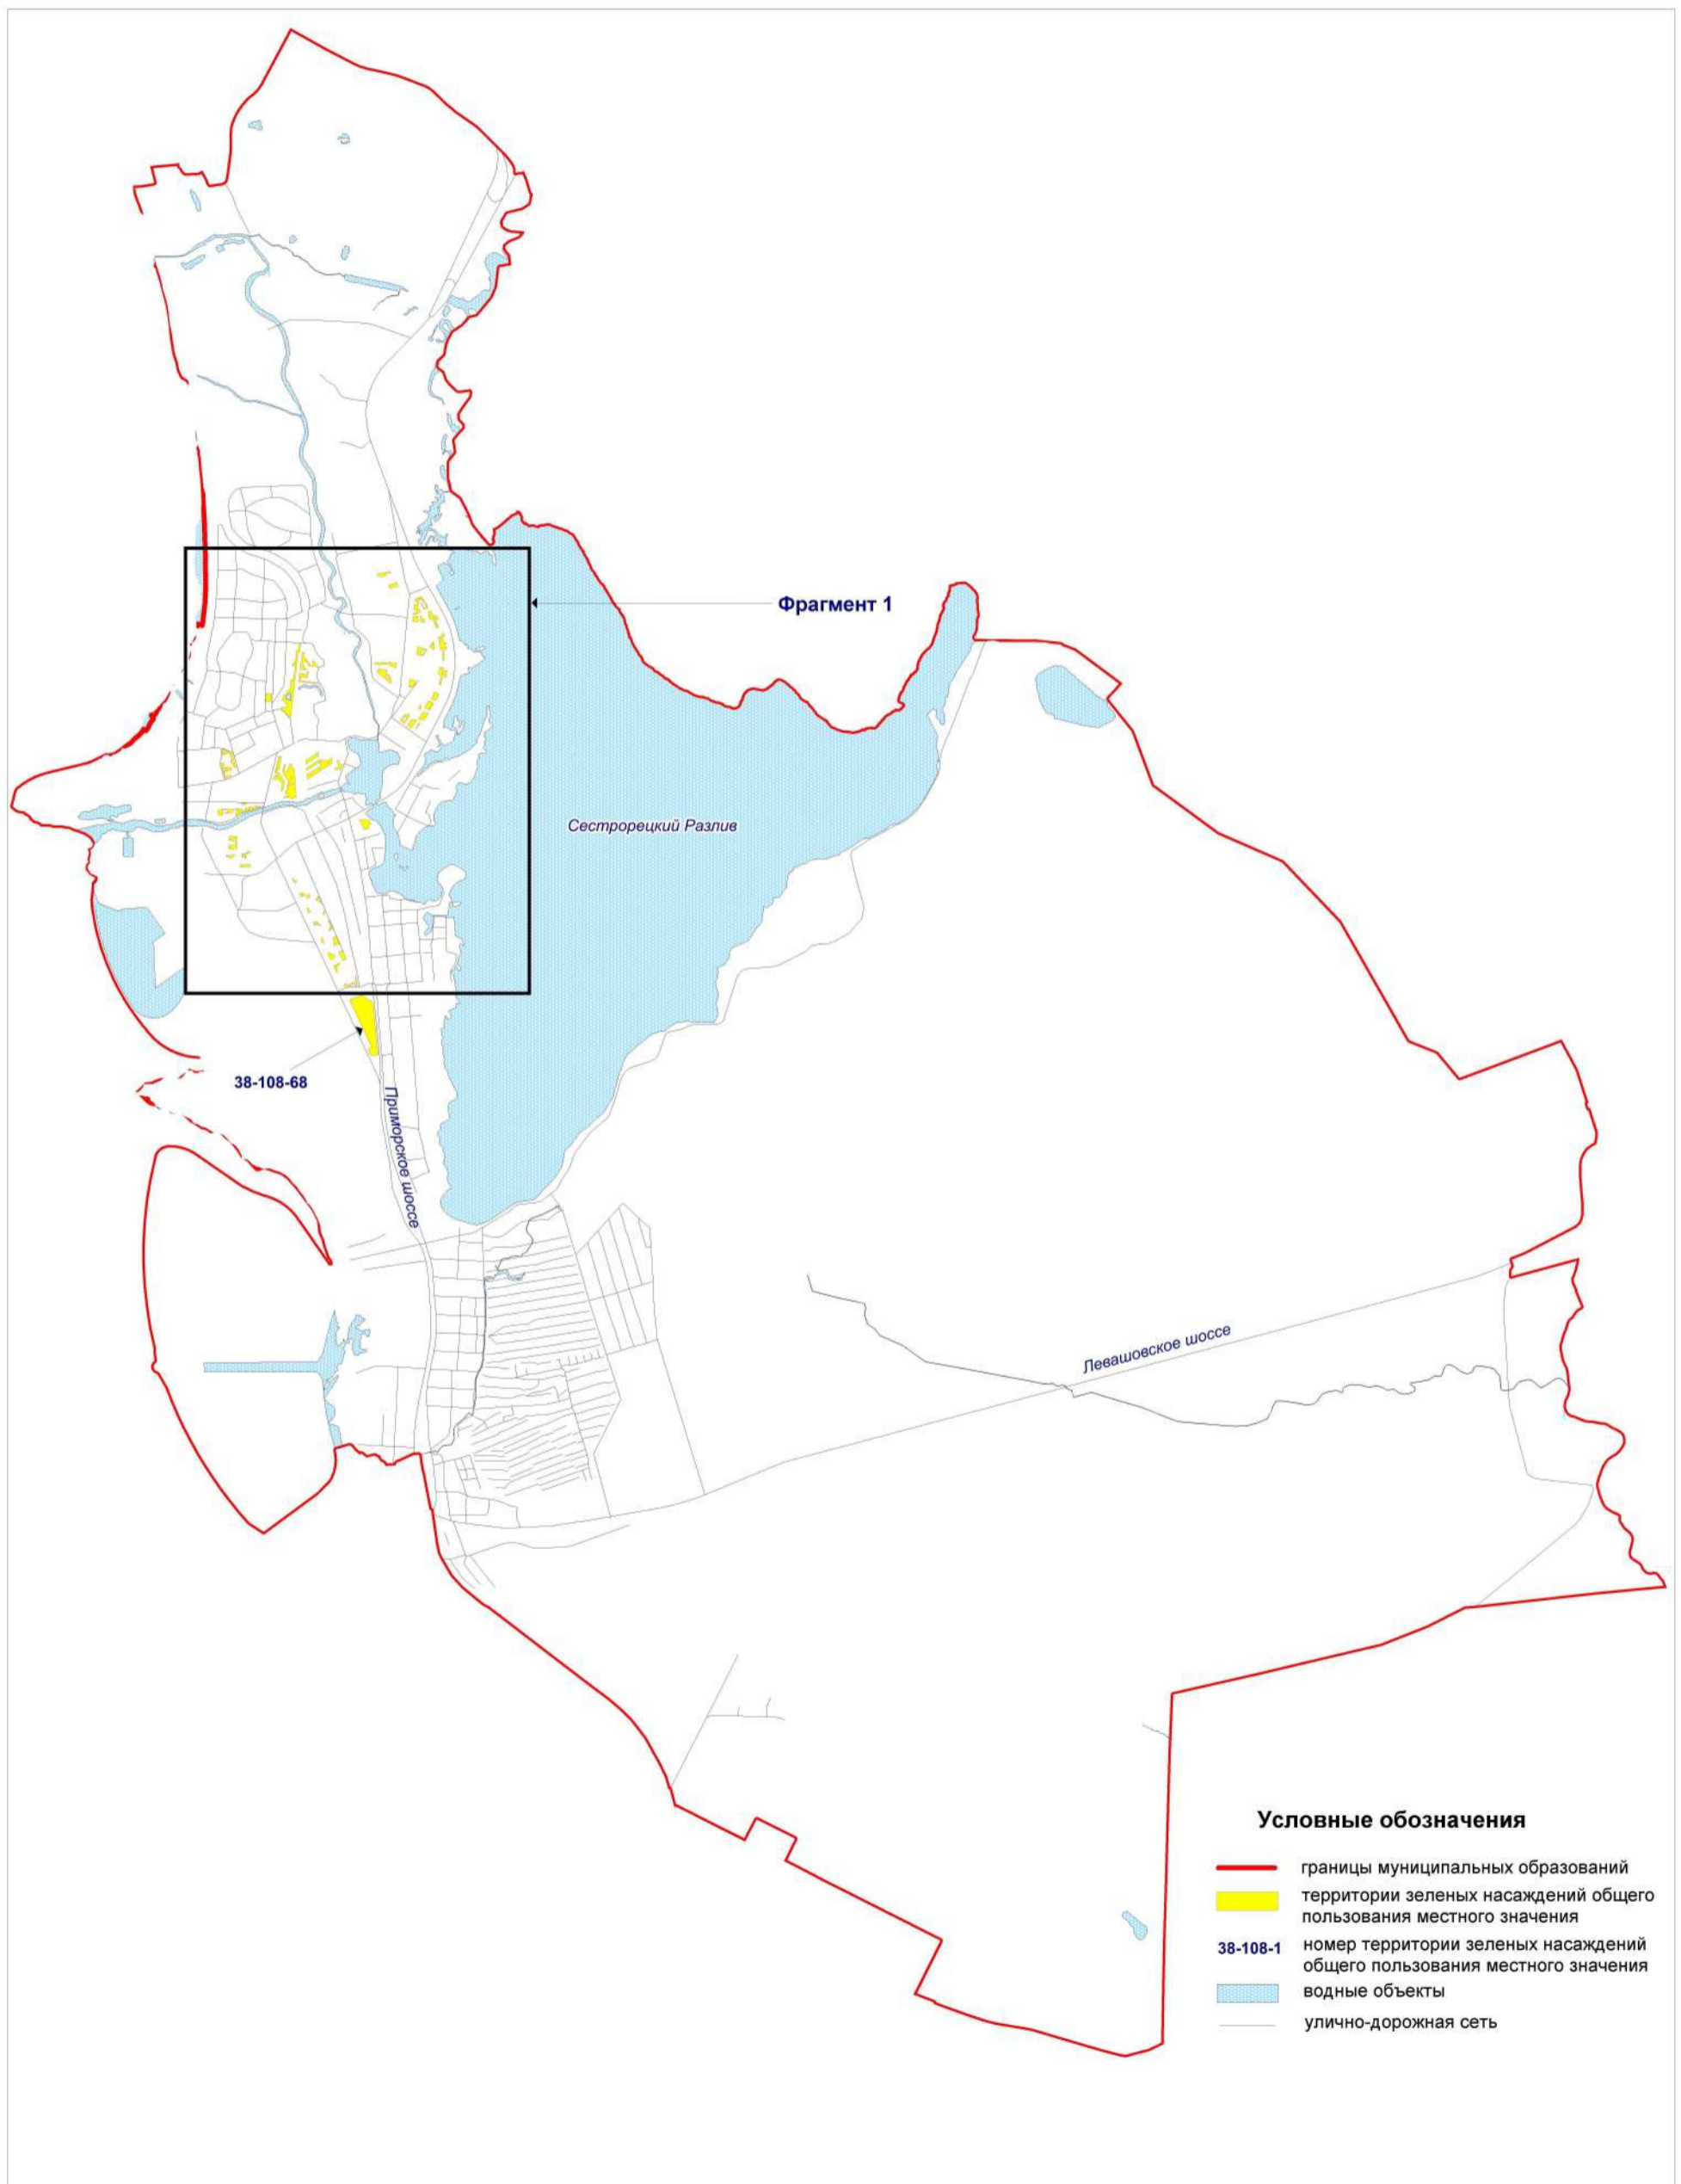 Фрагмент 1
Сестрорецкий Разлив
38-108-68
Приморское шоссе
Левашовское шоссе
Условные обозначения
границы муниципальных образований
территории зеленых насаждений общего
пользования местного значения
38-108-1 номер территории зеленых насаждений
общего пользования местного значения
водные объекты
улично-дорожная сеть